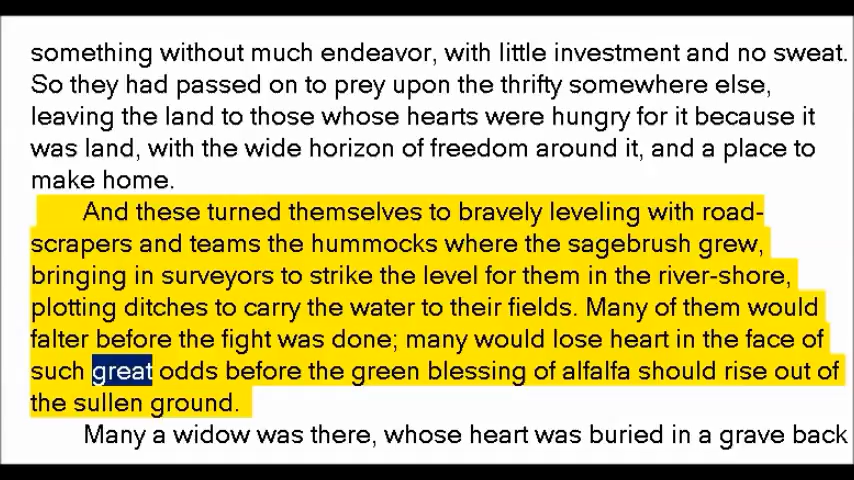 something without much endeavor, with little investment and no sweat.
So they had passed on to prey upon the thrifty somewhere else,
leaving the land to those whose hearts were hungry for it because it
was land, with the wide horizon of freedom around it, and a place to
make home.
And these turned themselves to bravely leveling with road-
scrapers and teams the hummocks where the sagebrush grew,
bringing in surveyors to strike the level for them in the river-shore,
plotting ditches to carry the water to their fields. Many of them would
falter before the fight was done; many would lose heart in the face of
such great odds before the green blessing of alfalfa should rise out of
the sullen ground.
Many a widow was there, whose heart was buried in a grave back